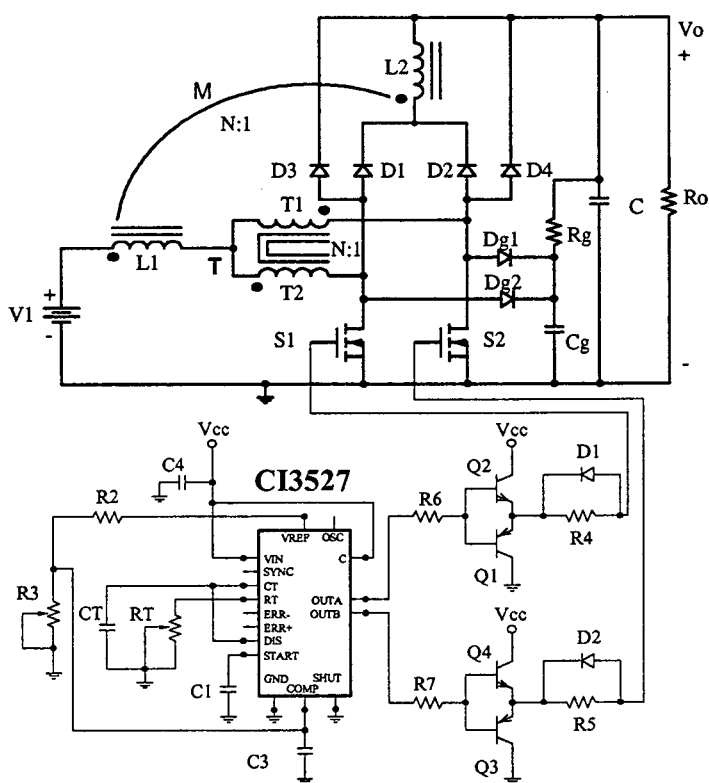 Vo
+
L2
M
N:1
D3
D1
D2
D4
T1
C
Ro
L1
T
N:1
Dg1
Rg
T2
Dg2
V1
+
-
S1
S2
Cg
-
Vcc
Vcc
C4
CI3527
Q2
D1
R2
R6
R4
VREF
OSC
VIN
C
SYNC
Q1
R3
CT
CT
RT
RT
OUTA
ERR-
OUTB
ERR+
Vcc
DIS
D2
START
Q4
C1
GND
SHUT
R7
COMP
R5
C3
Q3